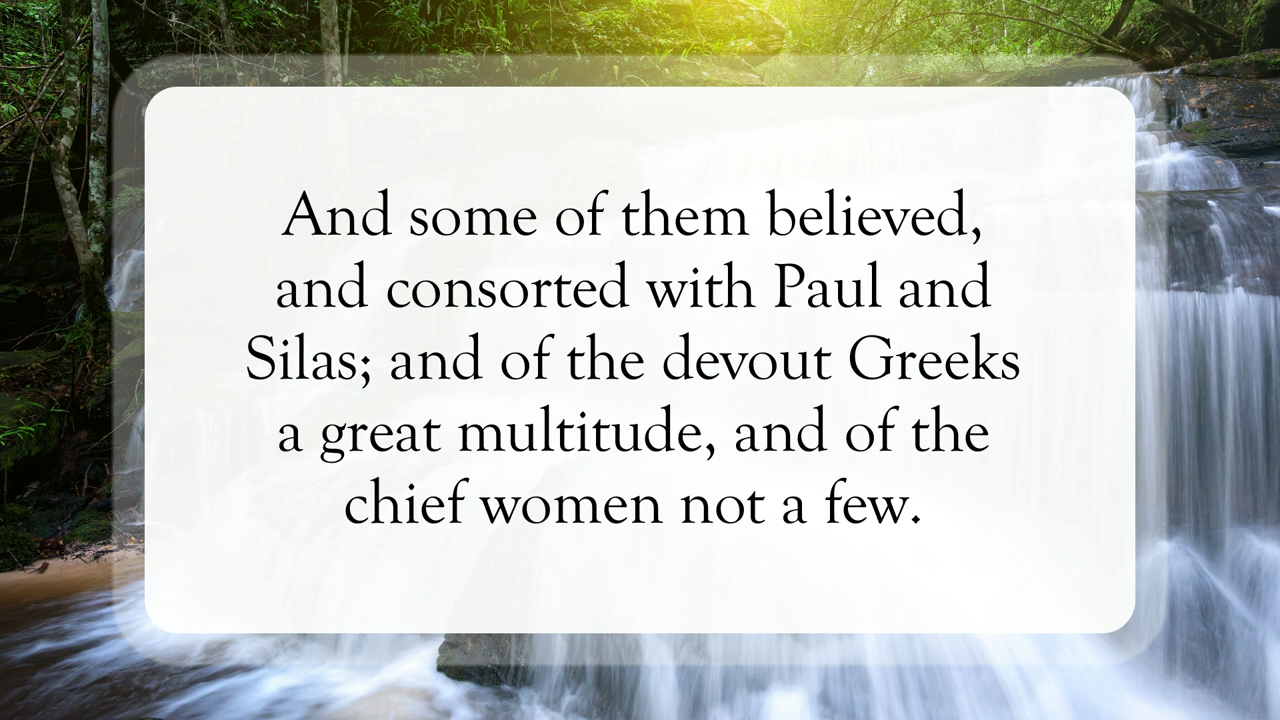 And some of them believed,
and consorted with Paul and
Silas; and of the devout Greeks
a great multitude, and of the
chief women not a few.